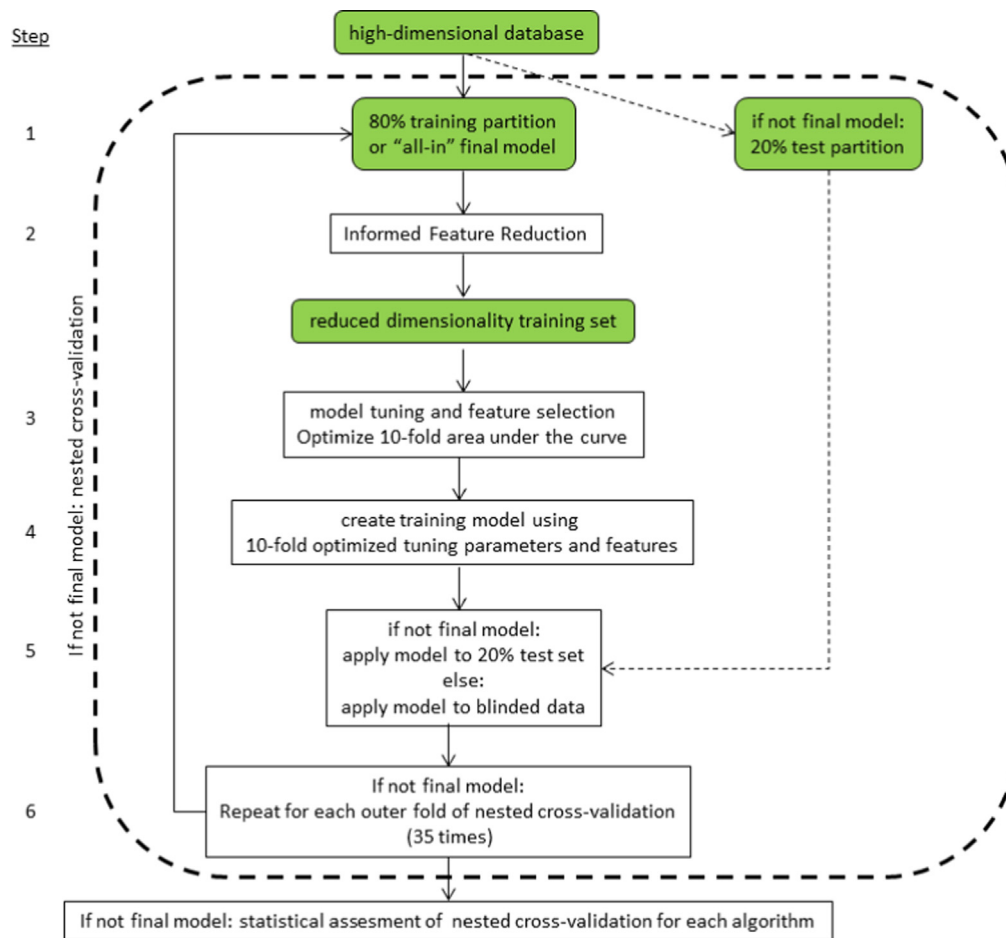 Step
high-dimensional database
1
80% training partition
or “all-in” final model
if not final model:
20% test partition
2
Informed Feature Reduction
reduced dimensionality training set
If not final model: nested cross-validation
3
model tuning and feature selection
Optimize 10-fold area under the curve
4
create training model using
10-fold optimized tuning parameters and features
5
if not final model:
apply model to 20% test set
else:
apply model to blinded data
6
If not final model:
Repeat for each outer fold of nested cross-validation
(35 times)
If not final model: statistical assesment of nested cross-validation for each algorithm